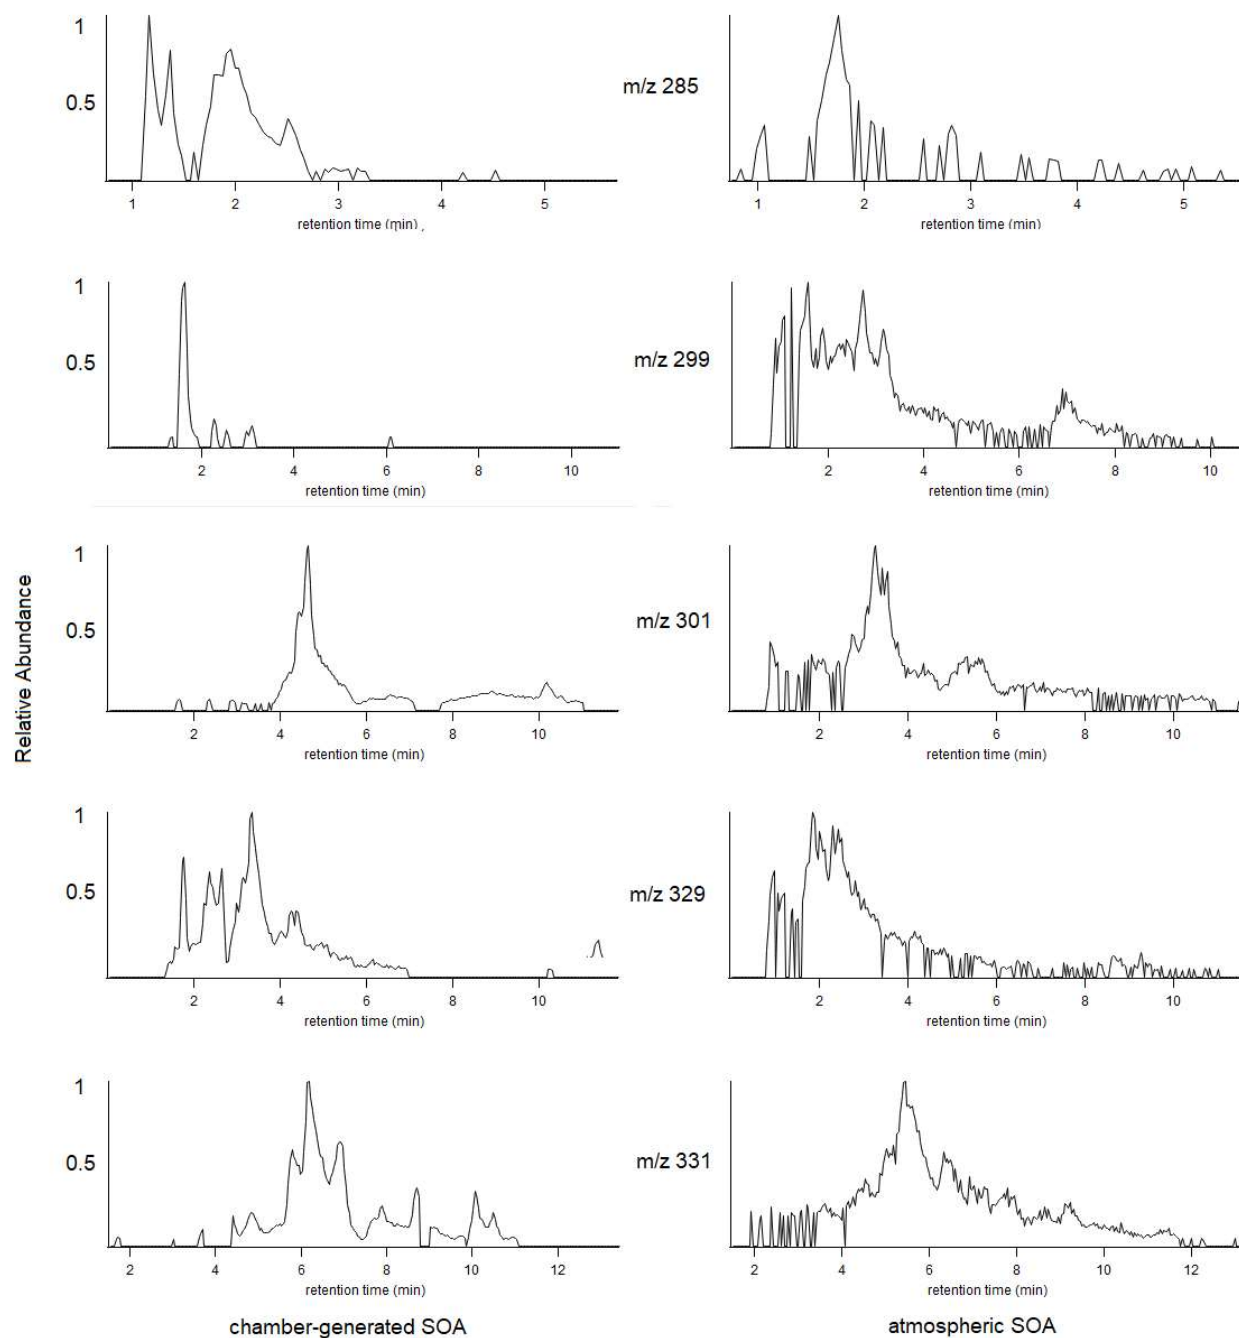 1
0.5
m/z 285
1 2 3 4 5
1 2 3 4 5
retention time (min)
retention time (min)
1
0.5
m/z 299
2 4 6 8 10
2 4 6 8 10
retention time (min)
retention time (min)
1
0.5
m/z 301
2 4 6 8 10
2 4 6 8 10
retention time (min)
retention time (min)
Relative Abundance
1
0.5
m/z 329
2 4 6 8 10
2 4 6 8 10
retention time (min)
retention time (min)
1
0.5
m/z 331
2 4 6 8 10 12
2 4 6 8 10 12
retention time (min)
retention time (min)
chamber-generated SOA
atmospheric SOA